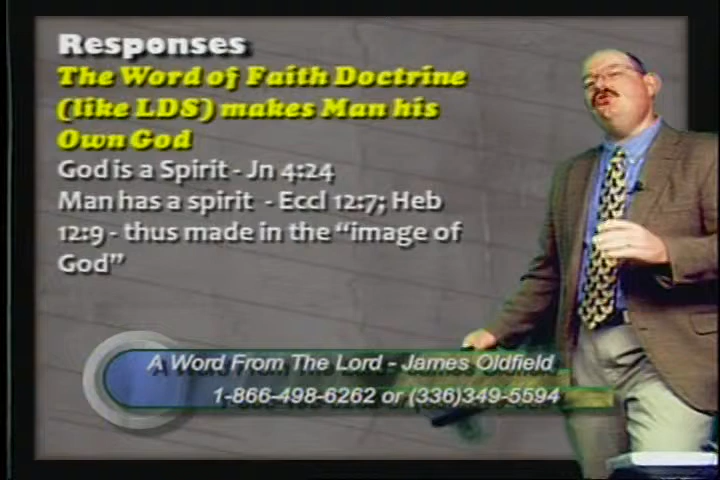 Responses
The Word of Faith Doctrine
(like LDS) makes Man his
Own God
God is a Spirit - Jn 4:24
Man has a spirit - Eccl 12:7; Heb
12:9 - thus made in the “image of
God”
A Word From The Lord - James Oldfield
1-866-498-6262 or (336)349-5594